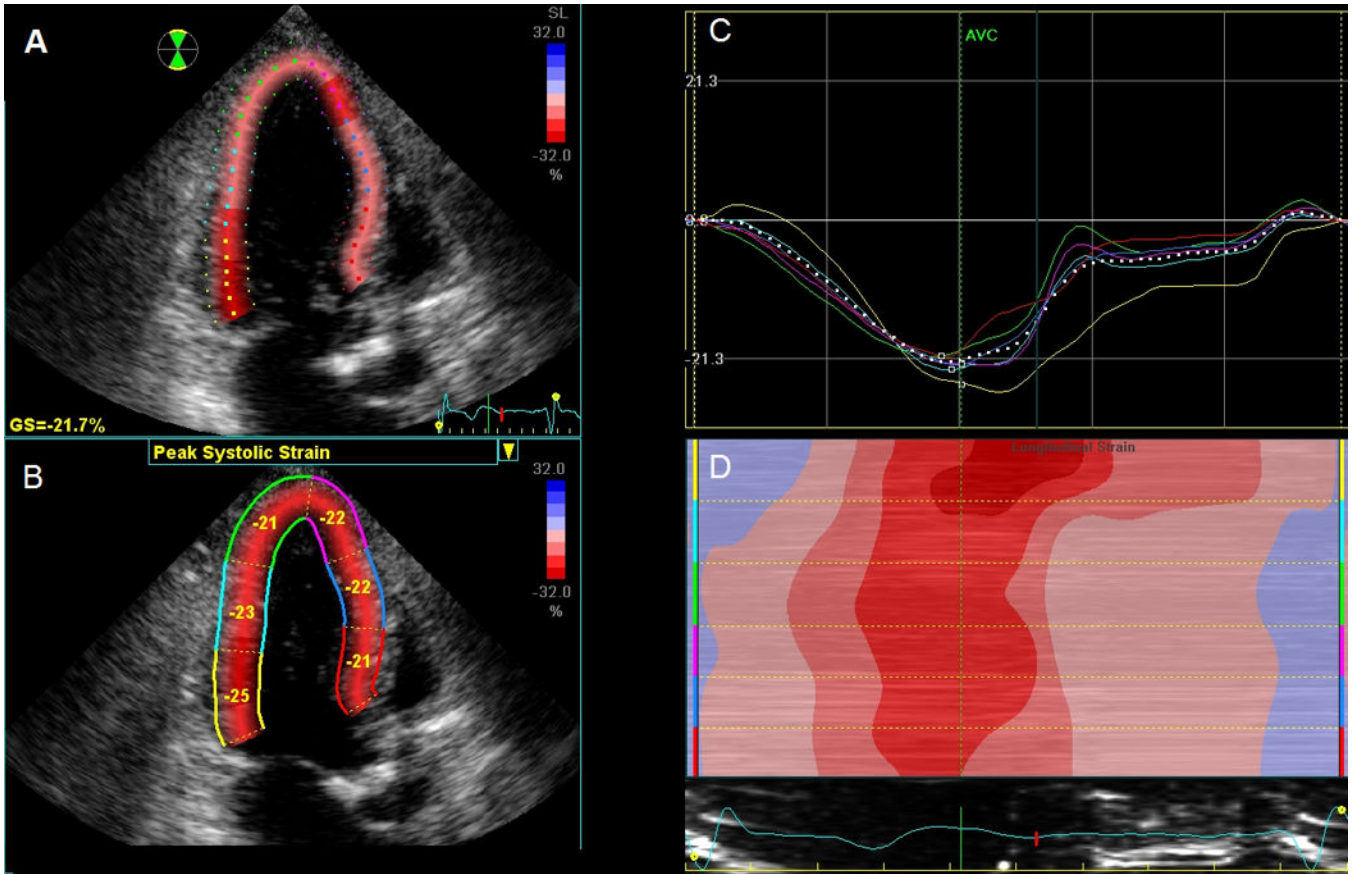 A
SL
32.0
-32.0
%
GS=-21.7%
B
Peak Systolic Strain
32.0
-32.0
%
-21
-22
-23
-22
-25
-21
C
AVC
21.3
0.0
-21.3
D
Longitudinal Strain